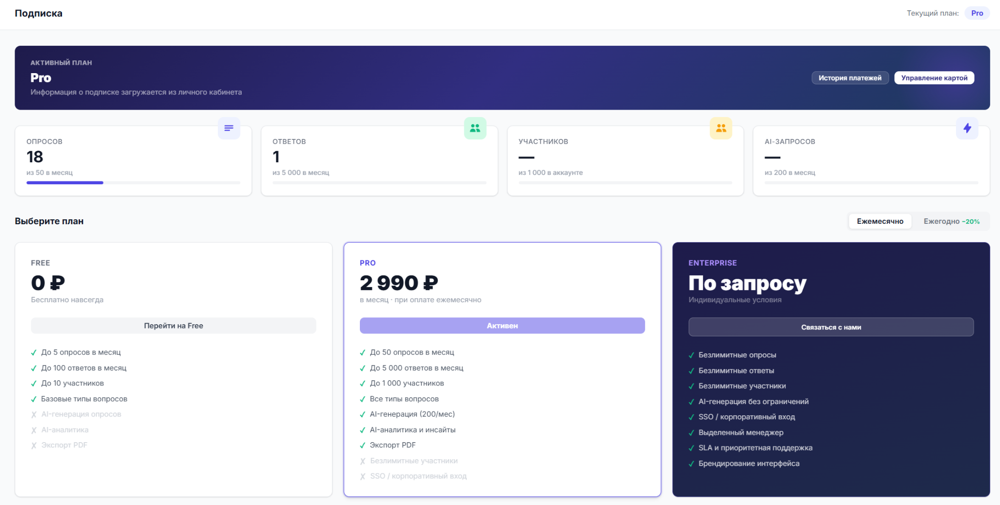 Подписка
Текущий план: Pro
АКТИВНЫЙ ПЛАН
Pro
Информация о подписке загружается из личного кабинета
История платежей
Управление картой
ОПРОСОВ
18
из 50 в месяц
ОТВЕТОВ
1
из 5 000 в месяц
УЧАСТНИКОВ
—
из 1 000 в аккаунте
AI-ЗАПРОСОВ
—
из 200 в месяц
Выберите план
Ежемесячно
Ежегодно −20%
FREE
0 ₽
Бесплатно навсегда
Перейти на Free
✓ До 5 опросов в месяц
✓ До 100 ответов в месяц
✓ До 10 участников
✓ Базовые типы вопросов
✗ AI-генерация опросов
✗ AI-аналитика
✗ Экспорт PDF
PRO
2 990 ₽
в месяц · при оплате ежемесячно
Активен
✓ До 50 опросов в месяц
✓ До 5 000 ответов в месяц
✓ До 1 000 участников
✓ Все типы вопросов
✓ AI-генерация (200/мес)
✓ AI-аналитика и инсайты
✓ Экспорт PDF
✗ Безлимитные участники
✗ SSO / корпоративный вход
ENTERPRISE
По запросу
Индивидуальные условия
Связаться с нами
✓ Безлимитные опросы
✓ Безлимитные ответы
✓ Безлимитные участники
✓ AI-генерация без ограничений
✓ SSO / корпоративный вход
✓ Выделенный менеджер
✓ SLA и приоритетная поддержка
✓ Брендирование интерфейса